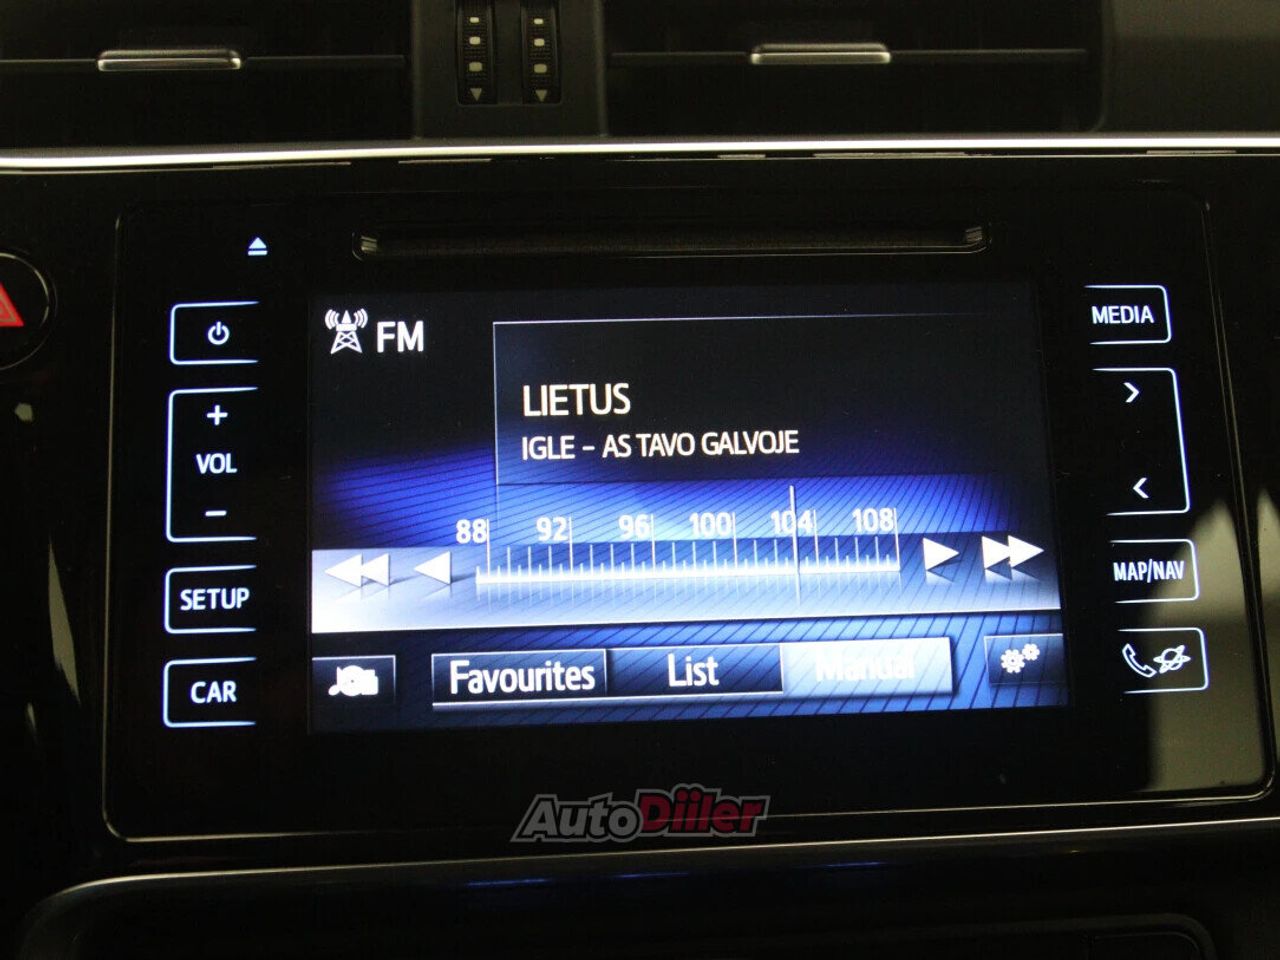 FM
MEDIA
LIETUS
IGLE - AS TAVO GALVOJE
+
VOL
-
88 92 96 100 104 108
SETUP
MAP/NAV
CAR
Favourites List Manual
AutoDiiler